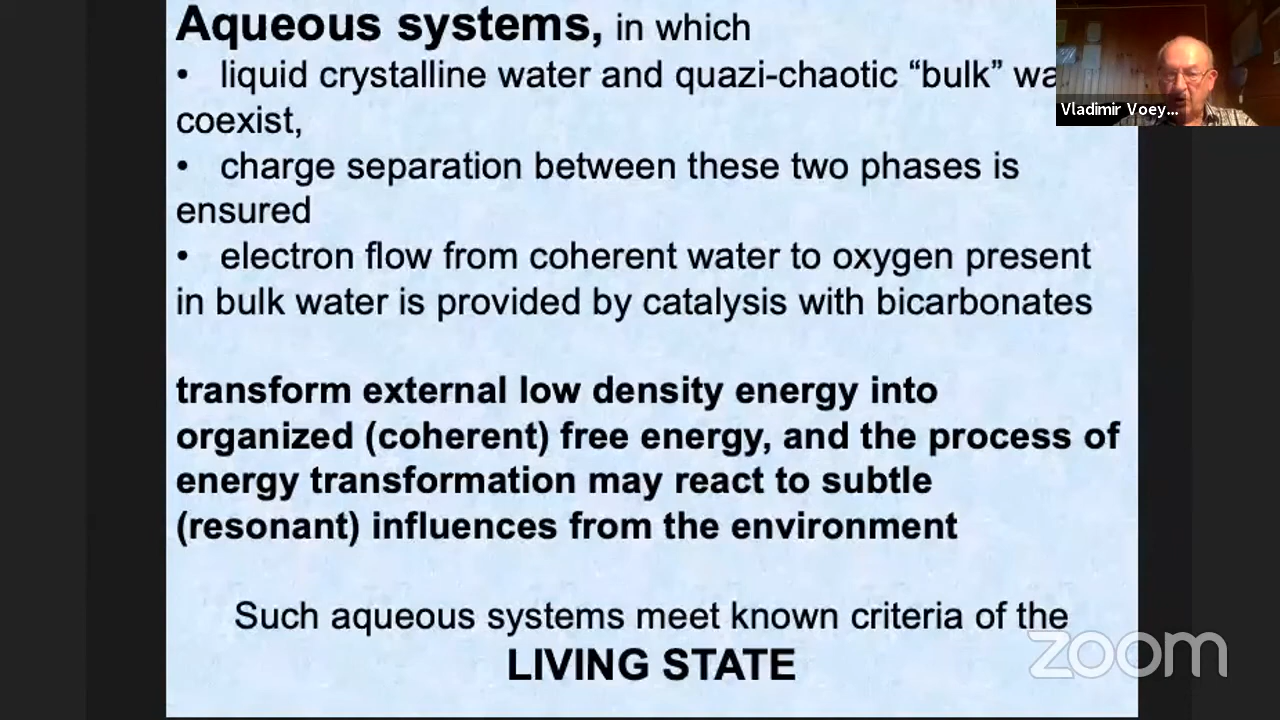 Aqueous systems, in which
• liquid crystalline water and quazi-chaotic “bulk” wa
coexist,
• charge separation between these two phases is
ensured
• electron flow from coherent water to oxygen present
in bulk water is provided by catalysis with bicarbonates
transform external low density energy into
organized (coherent) free energy, and the process of
energy transformation may react to subtle
(resonant) influences from the environment
Such aqueous systems meet known criteria of the
LIVING STATE
Vladimir Voey...
zoom